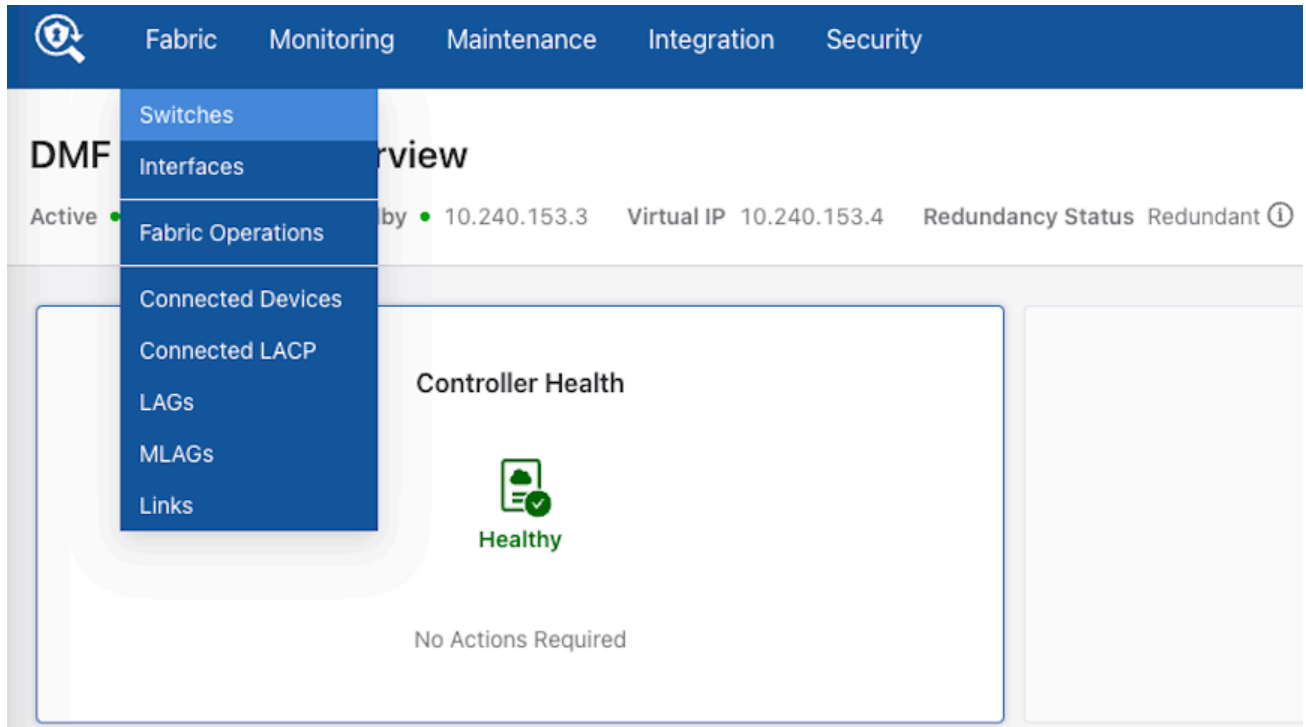 Fabric Monitoring Maintenance Integration Security
Switches
Interfaces
Fabric Operations
Connected Devices
Connected LACP
LAGs
MLAGs
Links
DMF rview
Active by 10.240.153.3 Virtual IP 10.240.153.4 Redundancy Status Redundant
Controller Health
Healthy
No Actions Required